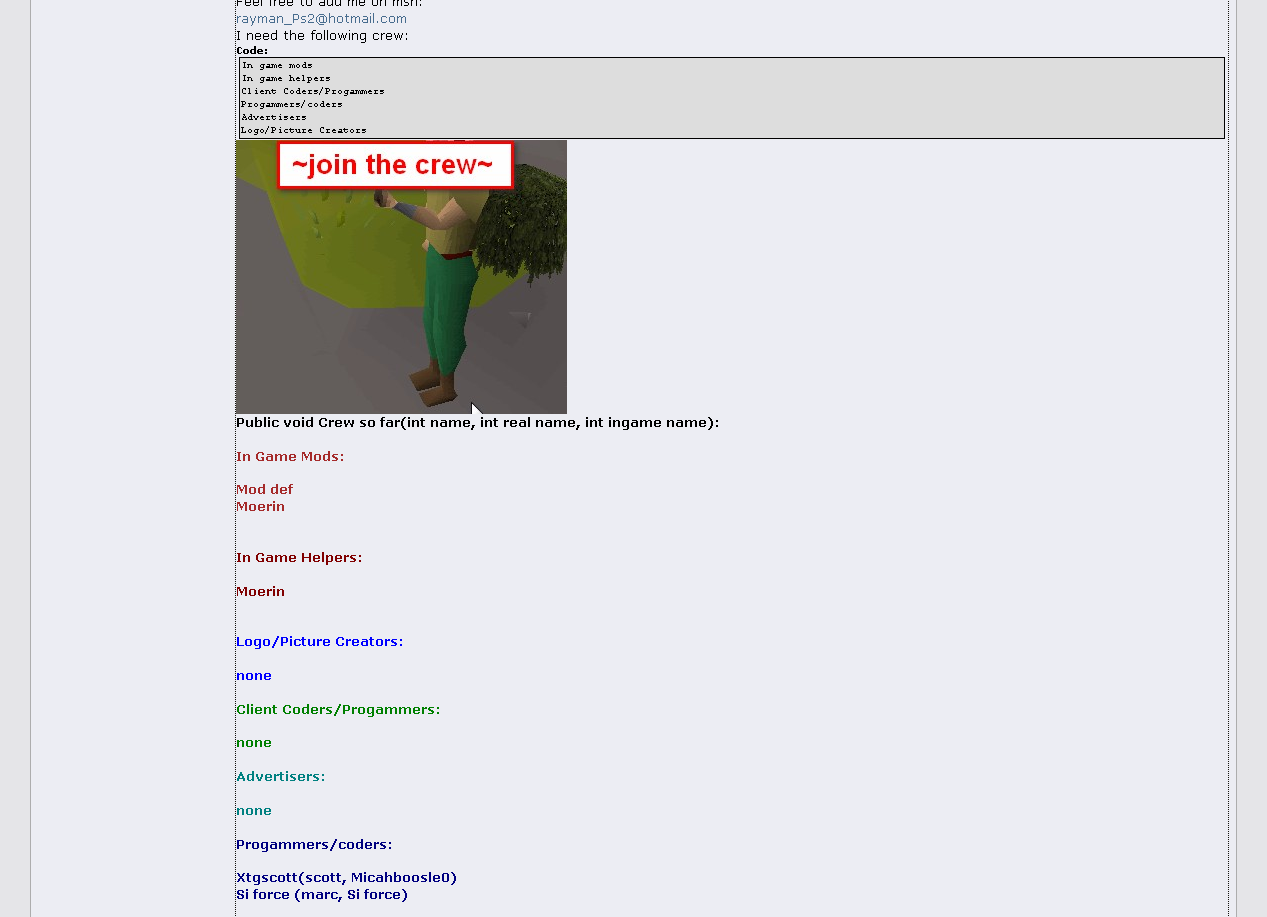 Feel free to add me on msn:
rayman_Ps2@hotmail.com
I need the following crew:
Code:
In game mods
In game helpers
Client Coders/Progammers
Progammers/coders
Advertisers
Logo/Picture Creators
~join the crew~
Public void Crew so far(int name, int real name, int ingame name):
In Game Mods:
Mod def
Moerin
In Game Helpers:
Moerin
Logo/Picture Creators:
none
Client Coders/Progammers:
none
Advertisers:
none
Progammers/coders:
Xtgscott(scott, Micahboosle0)
Si force (marc, Si force)